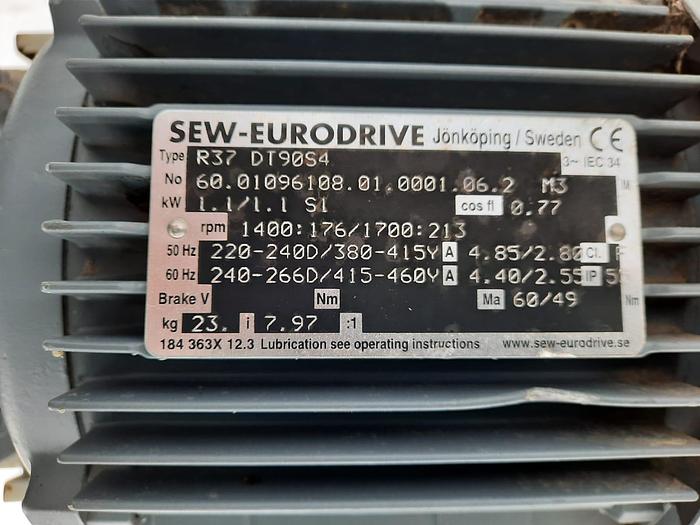 SEW-EURODRIVE Jönköping / Sweden CE
Type R37 DT90S4 3~ IEC 34
No 60.01096108.01.0001.06.2 M3 IM
kW 1.1/1.1 S1 cos fi 0.77
rpm 1400:176/1700:213
50 Hz 220-240D/380-415Y A 4.85/2.80 Cl. F
60 Hz 240-266D/415-460Y A 4.40/2.55 IP
Brake V Nm Ma 60/49 Nm
kg 23. i 7.97 :1
184 363X 12.3 Lubrication see operating instructions www.sew-eurodrive.se